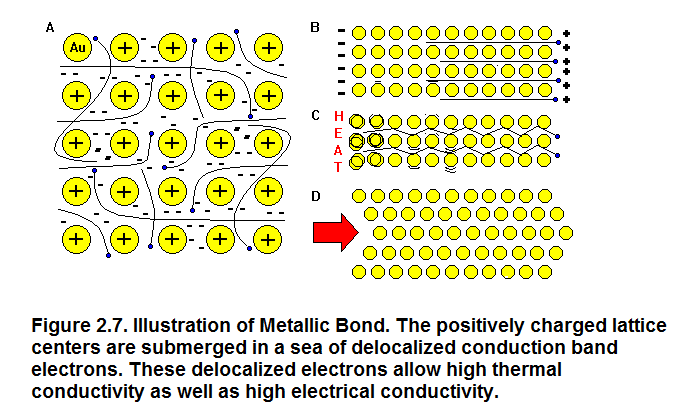 A
Au
B
C
H
E
A
T
D
Figure 2.7. Illustration of Metallic Bond. The positively charged lattice
centers are submerged in a sea of delocalized conduction band
electrons. These delocalized electrons allow high thermal
conductivity as well as high electrical conductivity.